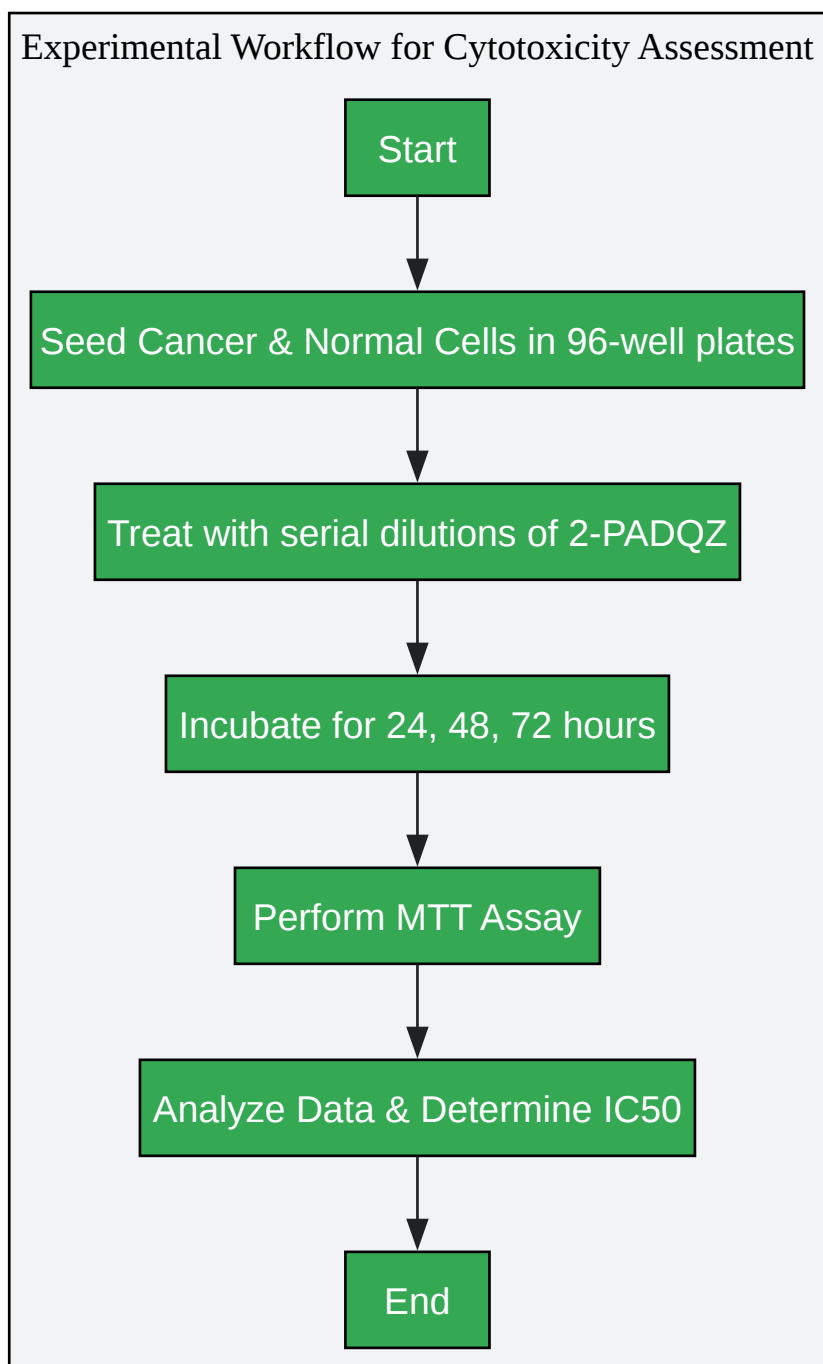 Experimental Workflow for Cytotoxicity Assessment
Start
Seed Cancer & Normal Cells in 96-well plates
Treat with serial dilutions of 2-PADQZ
Incubate for 24, 48, 72 hours
Perform MTT Assay
Analyze Data & Determine IC50
End